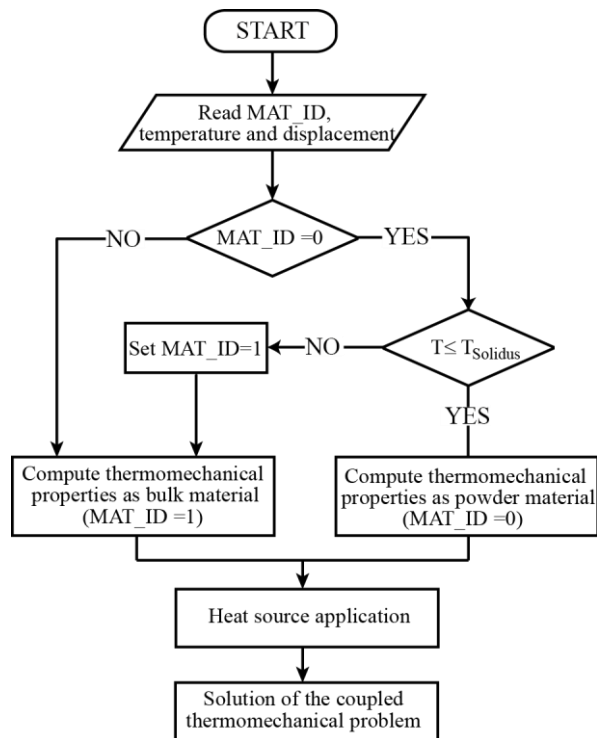 START
Read MAT_ID,
temperature and displacement
MAT_ID =0
NO
YES
T≤ T_Solidus
NO
Set MAT_ID=1
YES
Compute thermomechanical
properties as bulk material
(MAT_ID =1)
Compute thermomechanical
properties as powder material
(MAT_ID =0)
Heat source application
Solution of the coupled
thermomechanical problem